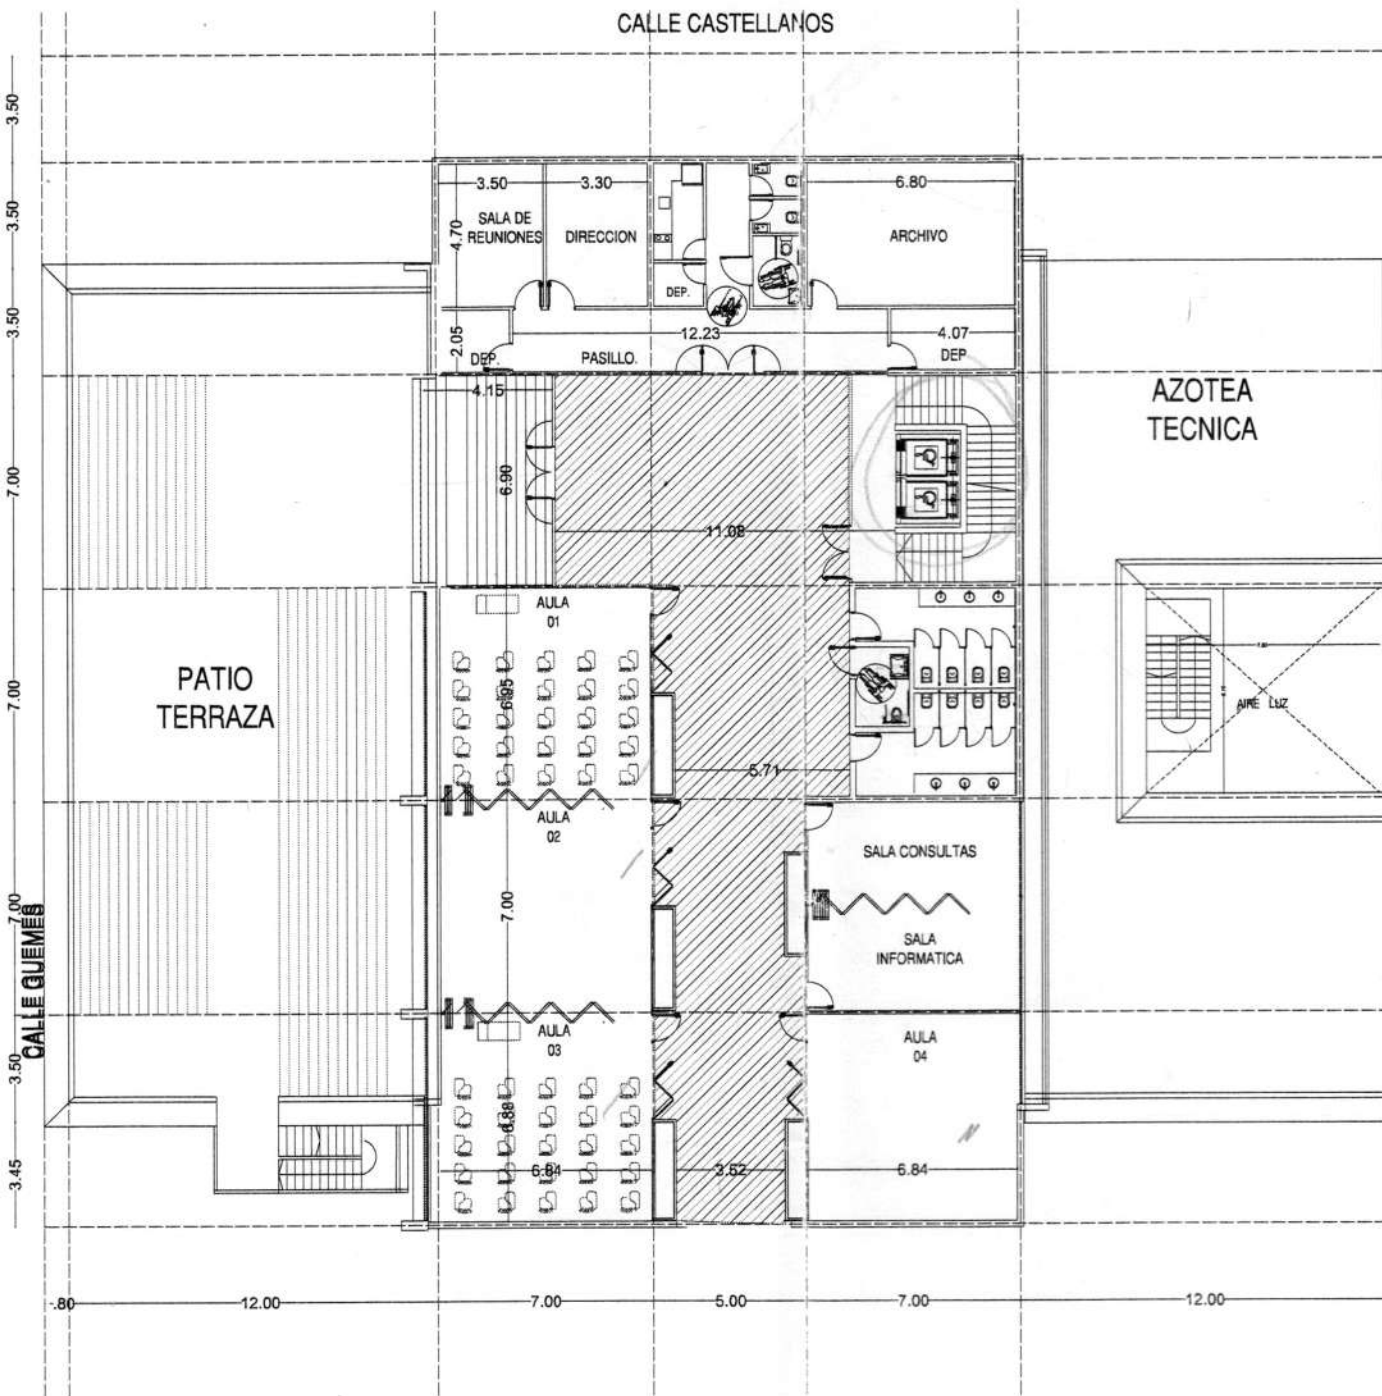 CALLE CASTELLANOS
3.50
3.50
3.50
7.00
7.00
7.00
3.50
3.45
CALLE GUEMES
3.50
3.30
6.80
4.70
SALA DE
REUNIONES
DIRECCION
ARCHIVO
DEP.
2.05
12.23
4.07
DEP.
PASILLO.
DEP
4.15
AZOTEA
TECNICA
6.90
11.08
AULA
01
6.95
PATIO
TERRAZA
AIRE LUZ
5.71
AULA
02
SALA CONSULTAS
7.00
SALA
INFORMATICA
AULA
03
AULA
04
6.88
6.84
3.52
6.84
.80
12.00
7.00
5.00
7.00
12.00